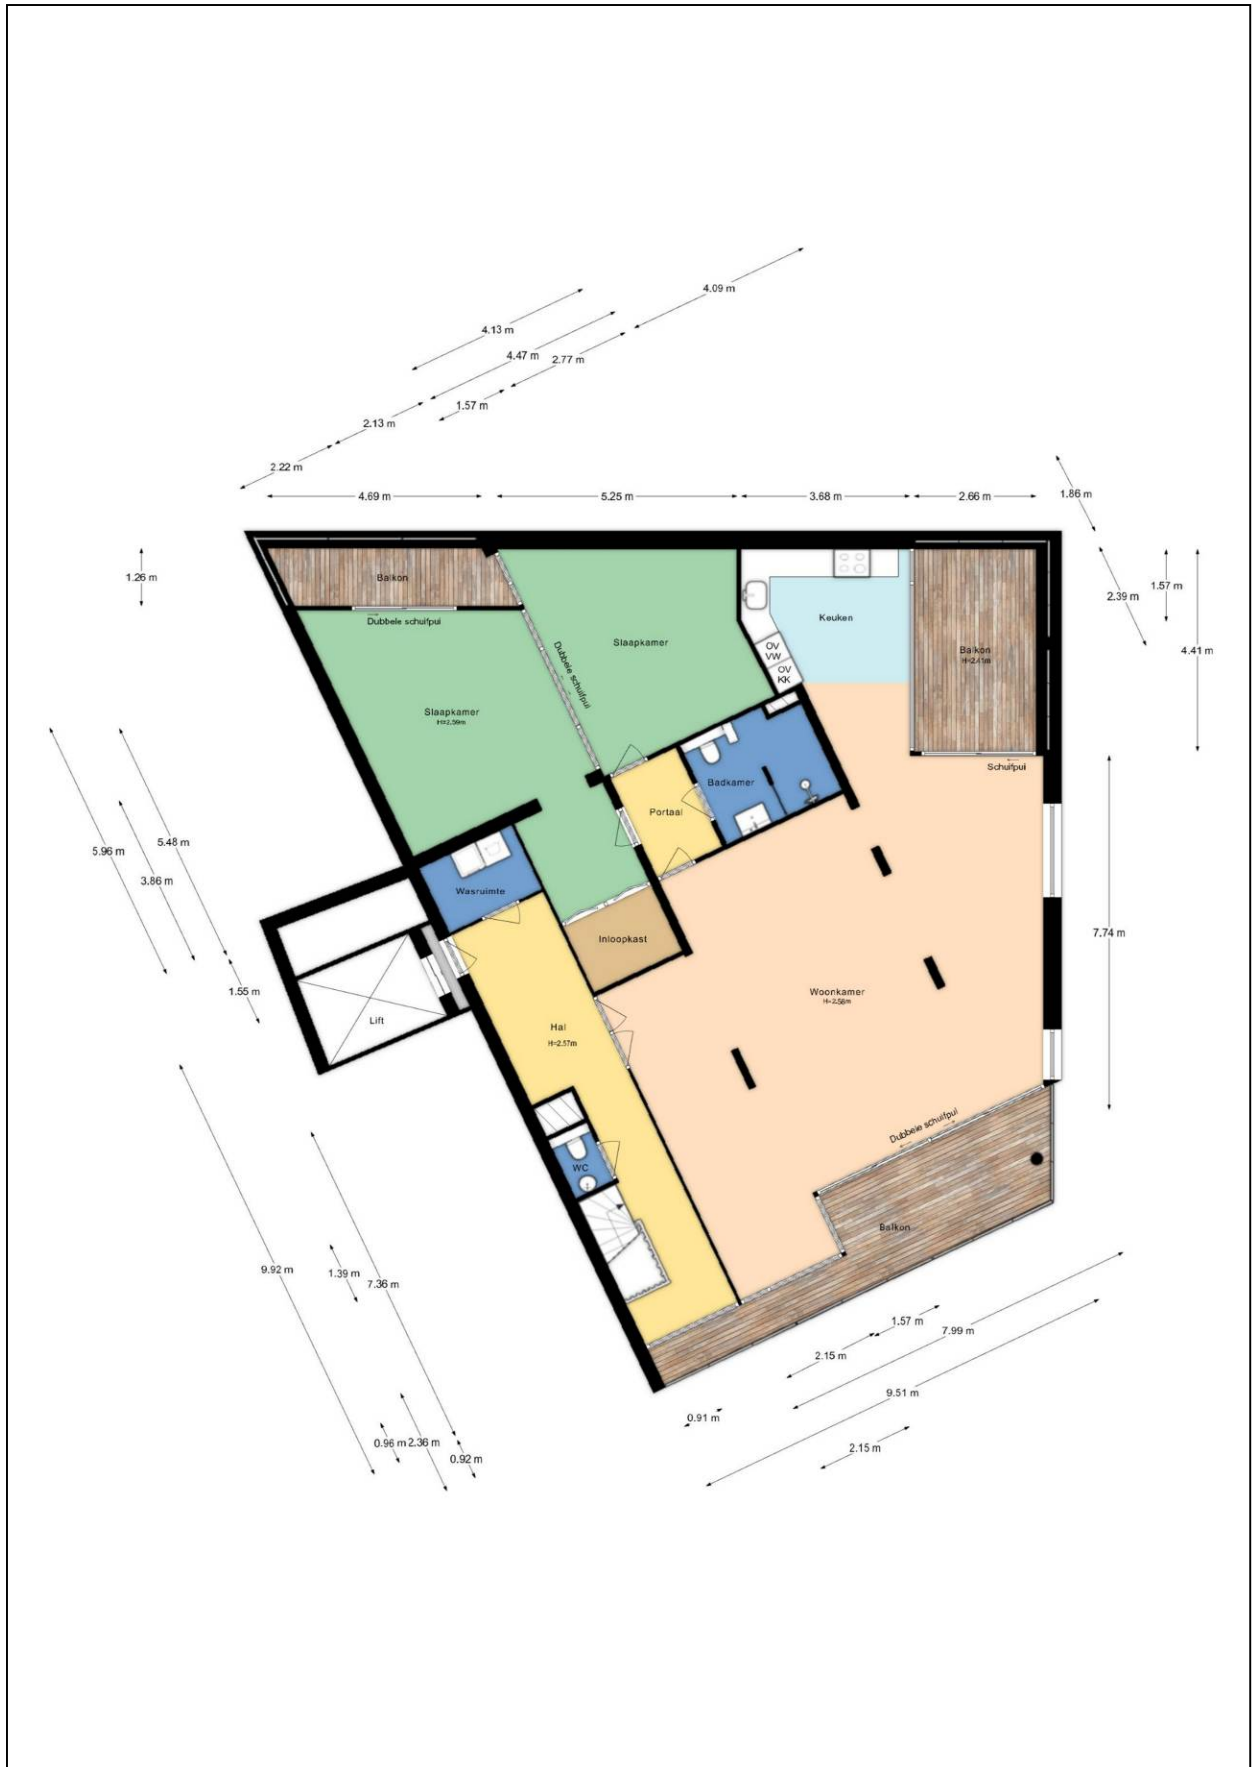 4.09 m
4.13 m
4.47 m
2.77 m
1.57 m
2.13 m
2.22 m
4.69 m
5.25 m
3.68 m
2.66 m
1.86 m
1.26 m
Balkon
Dubbele schuifpui
Slaapkamer
Dubbele schuifpui
Keuken
OV
VW
OV
KK
Balkon
H=2.41m
2.39 m
1.57 m
4.41 m
Slaapkamer
H=2.59m
Schuifpui
Badkamer
Portaal
5.96 m
5.48 m
3.86 m
Wasruimte
Inloopkast
7.74 m
1.55 m
Lift
Hal
H=2.57m
Woonkamer
H=2.58m
Dubbele schuifpui
WC
Balkon
9.92 m
1.39 m
7.36 m
1.57 m
7.99 m
2.15 m
9.51 m
0.91 m
0.96 m
2.36 m
0.92 m
2.15 m